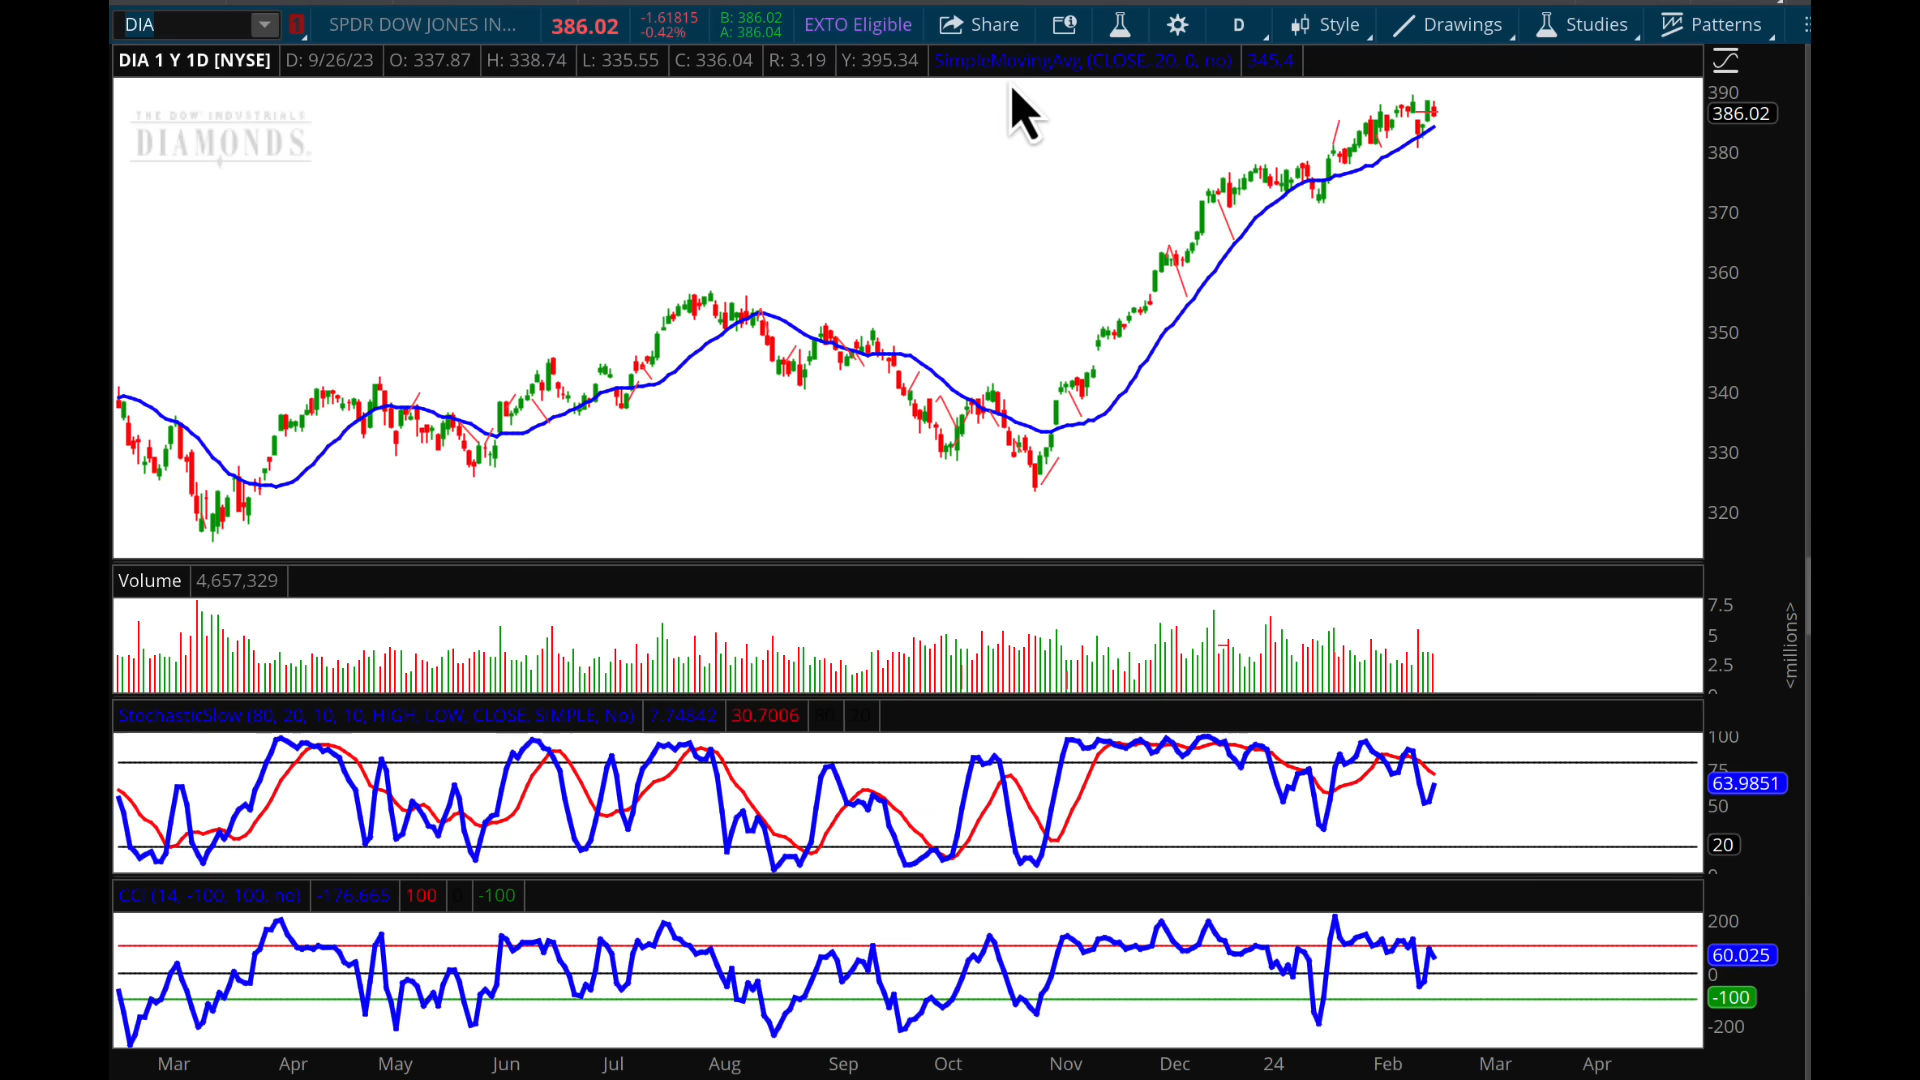 DIA 1 SPDR DOW JONES IN... 386.02 -1.61815 -0.42% B: 386.02 A: 386.04 EXTO Eligible Share D Style Drawings Studies Patterns
DIA 1 Y 1D [NYSE] D: 9/26/23 O: 337.87 H: 338.74 L: 335.55 C: 336.04 R: 3.19 Y: 395.34 SimpleMovingAvg (CLOSE, 20, 0, no) 345.4
THE DOW INDUSTRIALS
DIAMONDS
390
386.02
380
370
360
350
340
330
320
Volume 4,657,329
7.5
5
2.5
<millions>
StochasticSlow (80, 20, 10, 10, HIGH, LOW, CLOSE, SIMPLE, No) 7.74842 30.7006 80 20
100
75
63.9851
50
20
0
CCI (14, -100, 100, no) -176.665 100 0 -100
200
60.025
0
-100
-200
Mar Apr May Jun Jul Aug Sep Oct Nov Dec 24 Feb Mar Apr